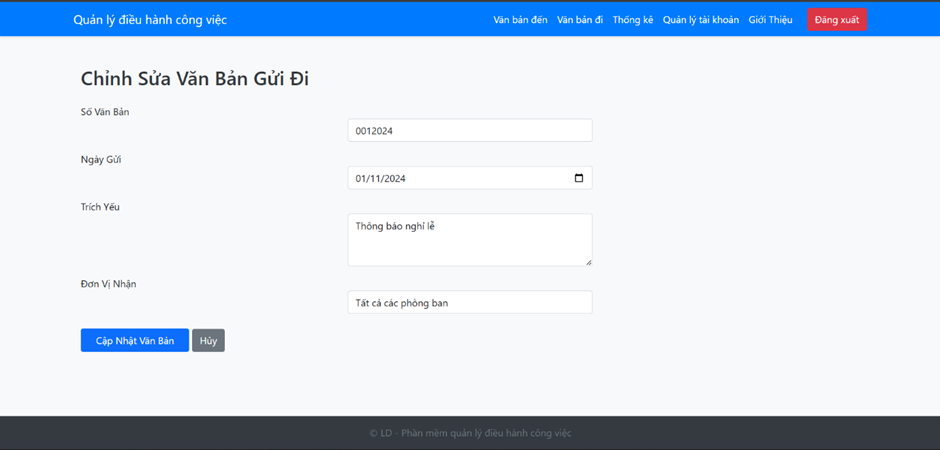 Quản lý điều hành công việc
Văn bản đến Văn bản đi Thống kê Quản lý tài khoản Giới Thiệu Đăng xuất
Chỉnh Sửa Văn Bản Gửi Đi
Số Văn Bản
0012024
Ngày Gửi
01/11/2024
Trích Yếu
Thông báo nghỉ lễ
Đơn Vị Nhận
Tất cả các phòng ban
Cập Nhật Văn Bản Hủy
© LD - Phần mềm quản lý điều hành công việc